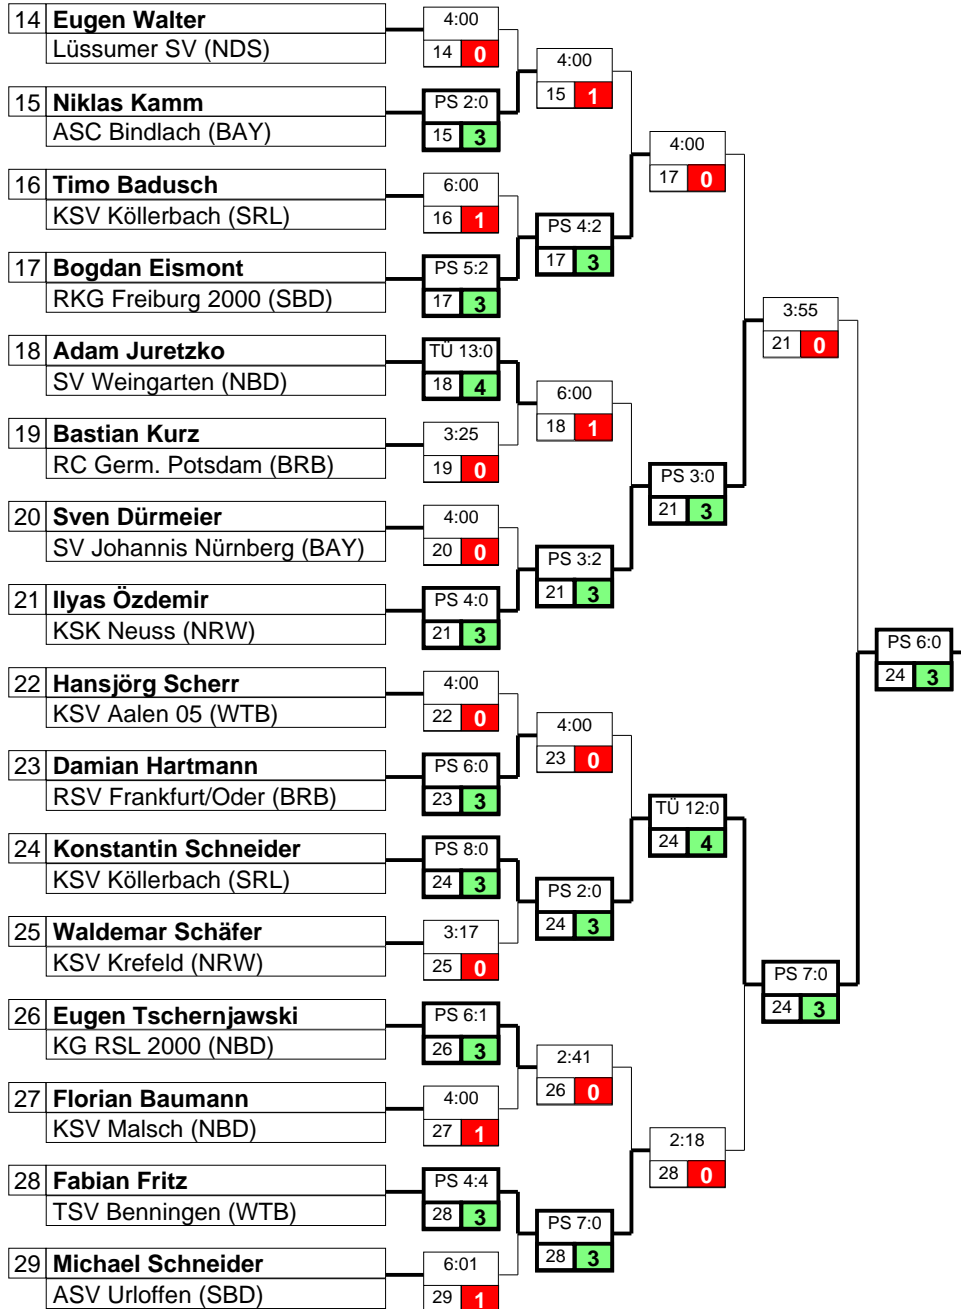 14 Eugen Walter
Lüssumer SV (NDS)
4:00
14 0
4:00
15 1
15 Niklas Kamm
ASC Bindlach (BAY)
PS 2:0
15 3
4:00
17 0
16 Timo Badusch
KSV Köllerbach (SRL)
6:00
16 1
PS 4:2
17 3
17 Bogdan Eismont
RKG Freiburg 2000 (SBD)
PS 5:2
17 3
3:55
21 0
18 Adam Juretzko
SV Weingarten (NBD)
TÜ 13:0
18 4
6:00
18 1
19 Bastian Kurz
RC Germ. Potsdam (BRB)
3:25
19 0
PS 3:0
21 3
20 Sven Dürmeier
SV Johannis Nürnberg (BAY)
4:00
20 0
PS 3:2
21 3
21 Ilyas Özdemir
KSK Neuss (NRW)
PS 4:0
21 3
PS 6:0
24 3
22 Hansjörg Scherr
KSV Aalen 05 (WTB)
4:00
22 0
4:00
23 0
23 Damian Hartmann
RSV Frankfurt/Oder (BRB)
PS 6:0
23 3
TÜ 12:0
24 4
24 Konstantin Schneider
KSV Köllerbach (SRL)
PS 8:0
24 3
PS 2:0
24 3
25 Waldemar Schäfer
KSV Krefeld (NRW)
3:17
25 0
PS 7:0
24 3
26 Eugen Tschernjawski
KG RSL 2000 (NBD)
PS 6:1
26 3
2:41
26 0
27 Florian Baumann
KSV Malsch (NBD)
4:00
27 1
2:18
28 0
28 Fabian Fritz
TSV Benningen (WTB)
PS 4:4
28 3
PS 7:0
28 3
29 Michael Schneider
ASV Urloffen (SBD)
6:01
29 1